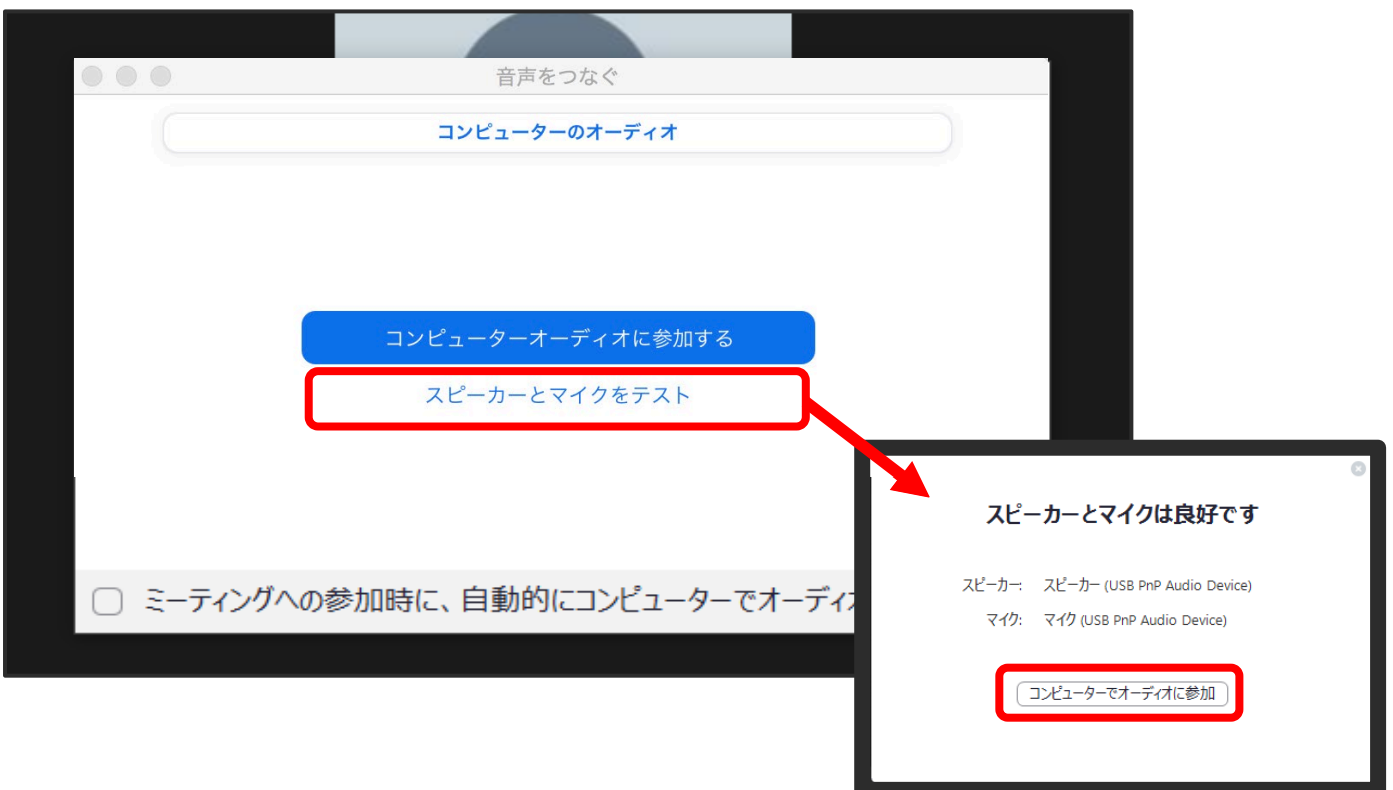 音声をつなぐ
コンピューターのオーディオ
コンピューターオーディオに参加する
スピーカーとマイクをテスト
ミーティングへの参加時に、自動的にコンピューターでオーディ
スピーカーとマイクは良好です
スピーカー: スピーカー (USB PnP Audio Device)
マイク: マイク (USB PnP Audio Device)
コンピューターでオーディオに参加